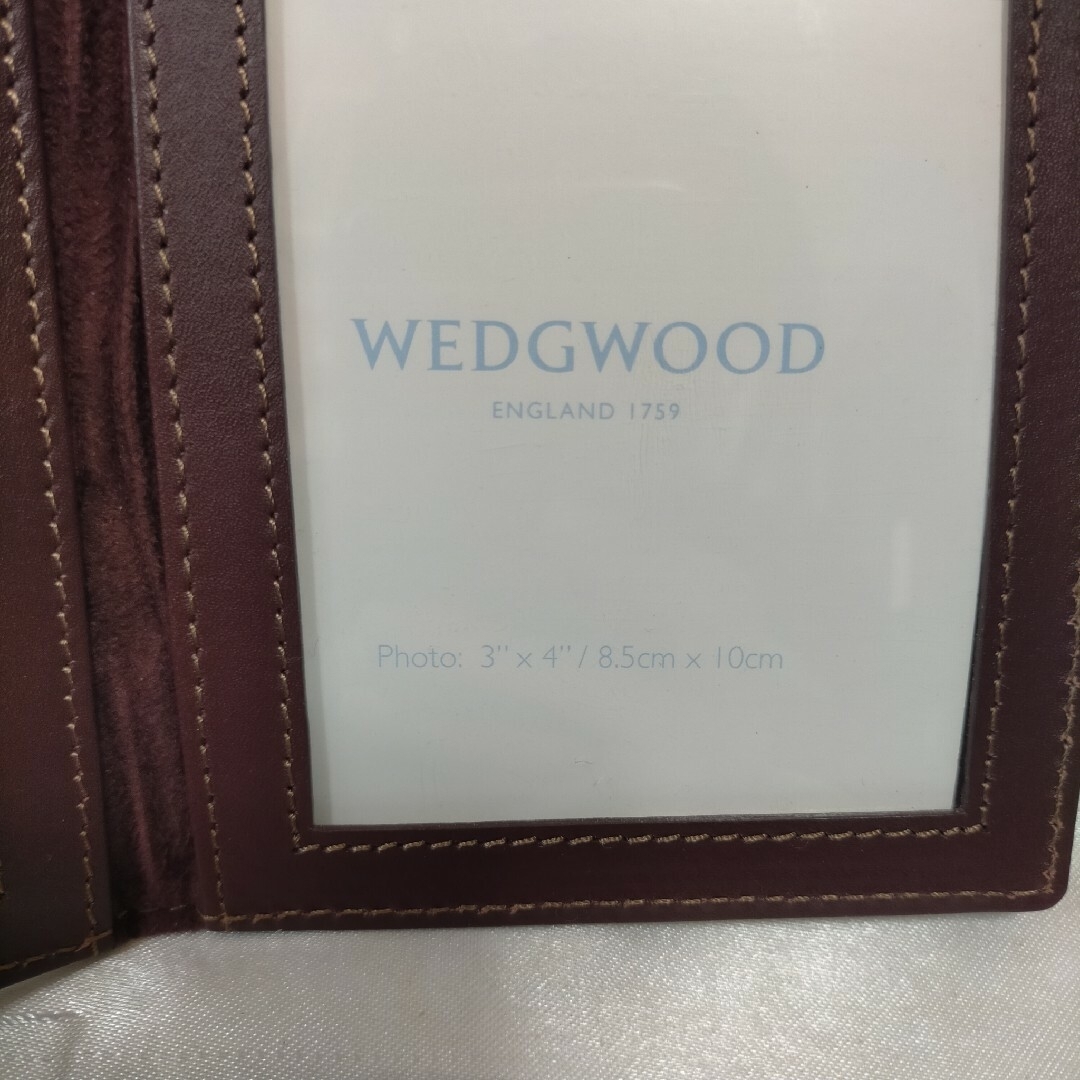 WEDGWOOD
ENGLAND 1759
Photo: 3" x 4" / 8.5cm x 10cm